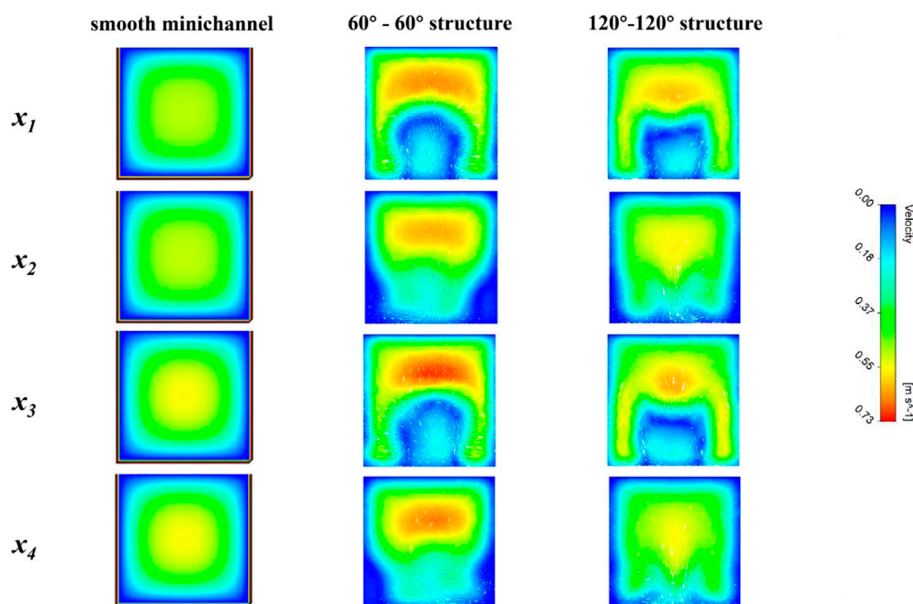 smooth minichannel 60° - 60° structure 120°-120° structure
x1
x2
x3
x4
0.00
0.18
0.37
0.55
0.73
Velocity
[m s^-1]